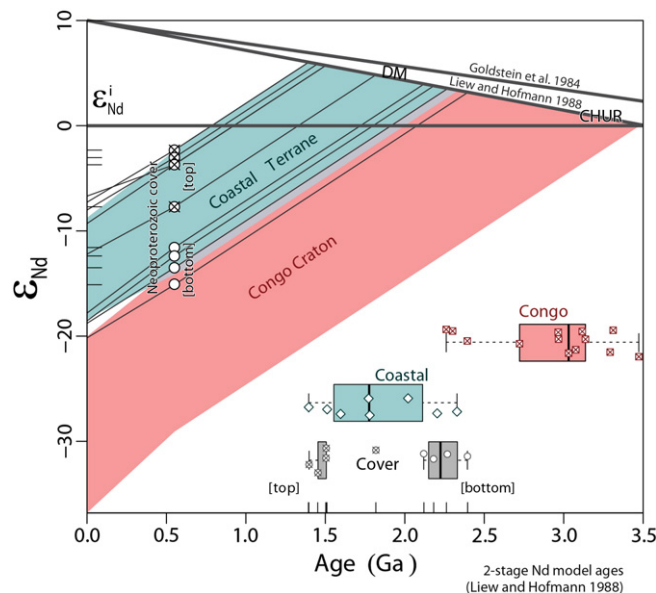 10
0
−10
−20
−30
εNd
εiNd
DM
Goldstein et al. 1984
Liew and Hofmann
1988
CHUR
Coastal Terrane
Neoproterozoic cover
[top]
[bottom]
Congo Craton
Congo
Coastal
Cover
[top]
[bottom]
0.0 0.5 1.0 1.5 2.0 2.5 3.0 3.5
Age (Ga)
2-stage Nd model ages
(Liew and Hofmann 1988)